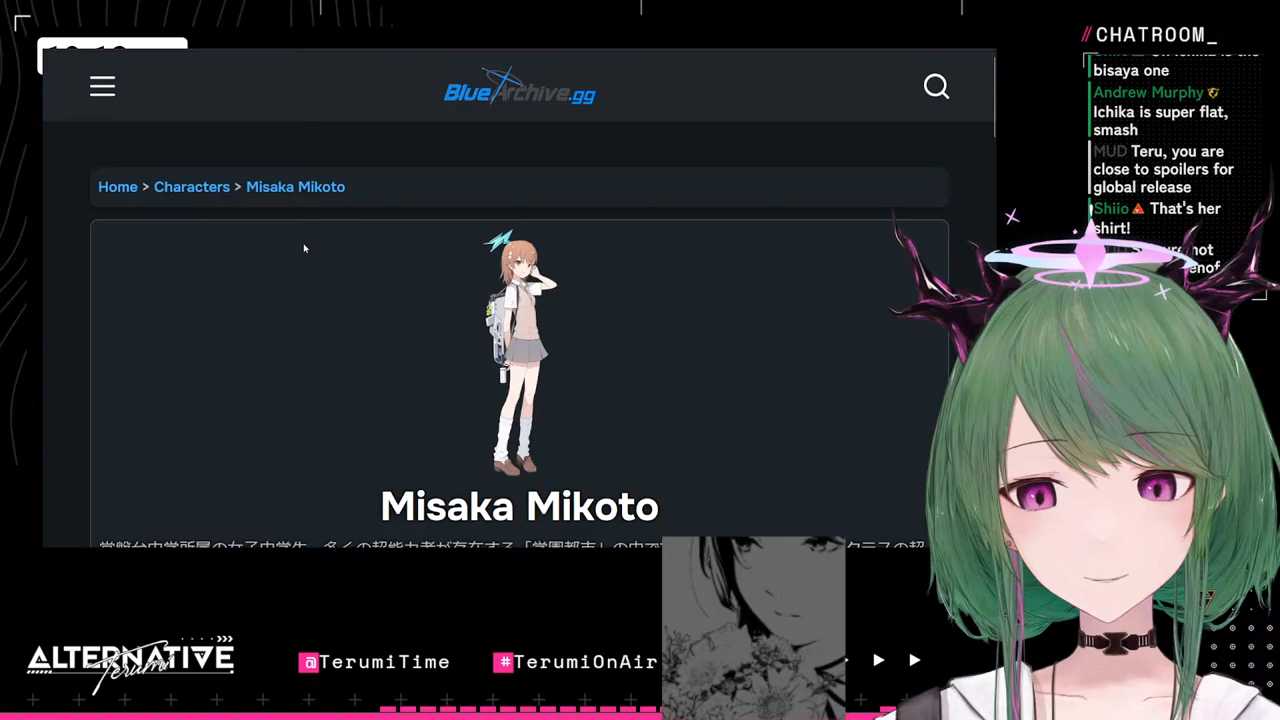 //CHATROOM_
BlueArchive.gg
bisaya one
Andrew Murphy
Ichika is super flat,
smash
MUD Teru, you are
close to spoilers for
global release
Shiio That's her
shirt!
Home > Characters > Misaka Mikoto
Misaka Mikoto
ALTERNATIVE
Terumi
@TerumiTime
#TerumiOnAir